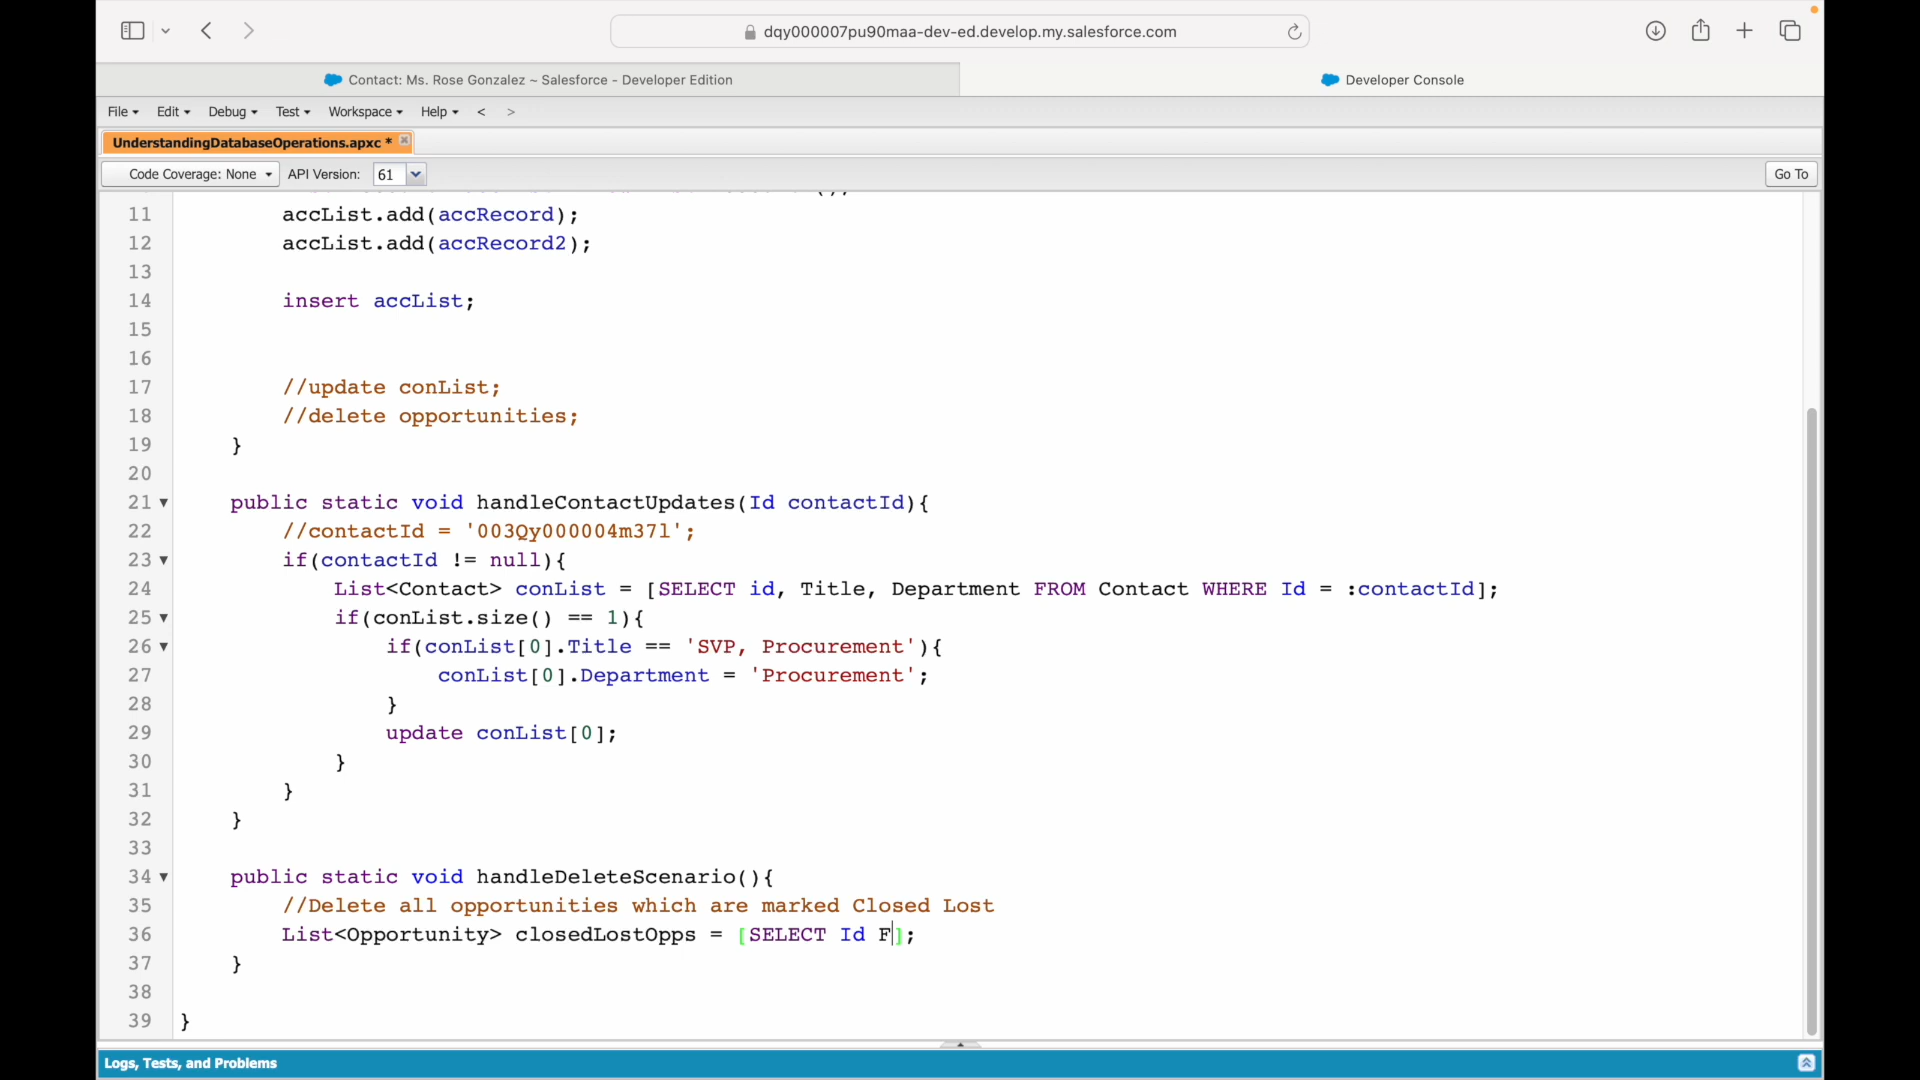 dqy000007pu90maa-dev-ed.develop.my.salesforce.com
Contact: Ms. Rose Gonzalez ~ Salesforce - Developer Edition
Developer Console
File Edit Debug Test Workspace Help < >
UnderstandingDatabaseOperations.apxc *
Code Coverage: None API Version: 61 Go To
11 accList.add(accRecord);
12 accList.add(accRecord2);
13
14 insert accList;
15
16
17 //update conList;
18 //delete opportunities;
19 }
20
21 public static void handleContactUpdates(Id contactId){
22 //contactId = '003Qy000004m37l';
23 if(contactId != null){
24 List<Contact> conList = [SELECT id, Title, Department FROM Contact WHERE Id = :contactId];
25 if(conList.size() == 1){
26 if(conList[0].Title == 'SVP, Procurement'){
27 conList[0].Department = 'Procurement';
28 }
29 update conList[0];
30 }
31 }
32 }
33
34 public static void handleDeleteScenario(){
35 //Delete all opportunities which are marked Closed Lost
36 List<Opportunity> closedLostOpps = [SELECT Id F];
37 }
38
39 }
Logs, Tests, and Problems